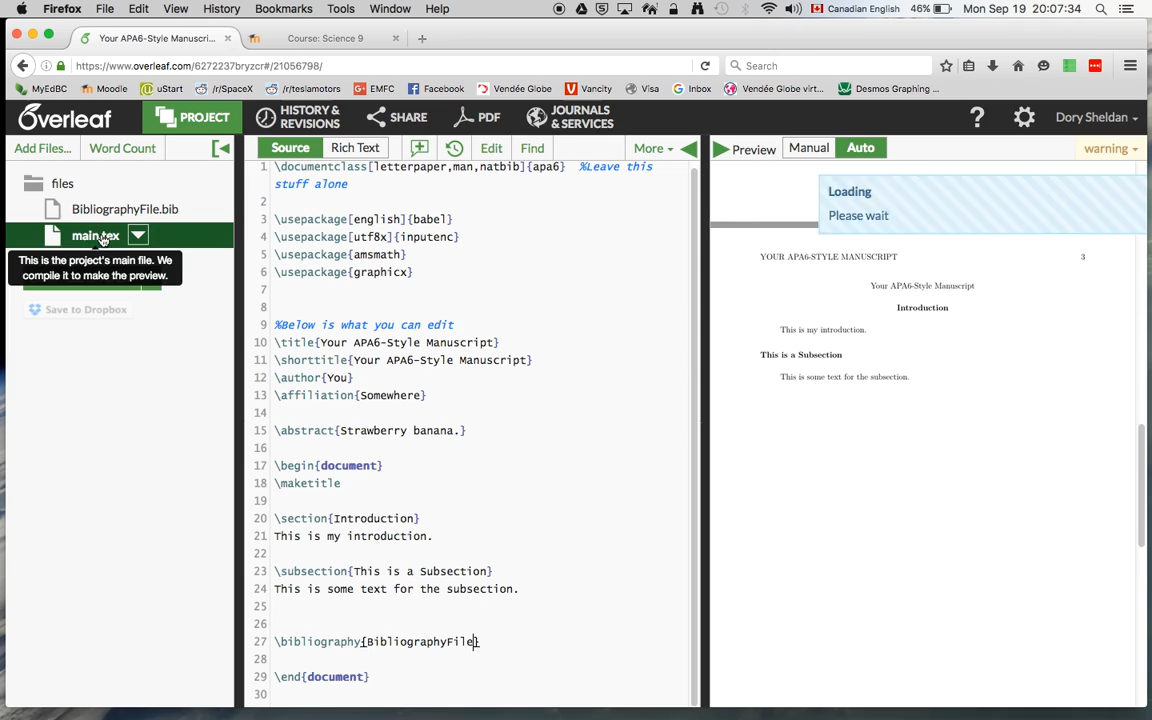 Firefox File Edit View History Bookmarks Tools Window Help Canadian English 46% Mon Sep 19 20:07:34
Your APA6-Style Manuscri... × Course: Science 9 × +
https://www.overleaf.com/6272237bryzcr#/21056798/ Search
MyEdBC Moodle uStart /r/SpaceX /r/teslamotors EMFC Facebook Vendée Globe Vancity Visa Inbox Vendée Globe virt... Desmos Graphing ...
Overleaf PROJECT HISTORY & REVISIONS SHARE PDF JOURNALS & SERVICES ? Dory Sheldan
Add Files... Word Count Source Rich Text Edit Find More Preview Manual Auto warning
files
BibliographyFile.bib
main.tex
This is the project's main file. We
compile it to make the preview.
Save to Dropbox
1 \documentclass[letterpaper,man,natbib]{apa6} %Leave this
stuff alone
2
3 \usepackage[english]{babel}
4 \usepackage[utf8x]{inputenc}
5 \usepackage{amsmath}
6 \usepackage{graphicx}
7
8
9 %Below is what you can edit
10 \title{Your APA6-Style Manuscript}
11 \shorttitle{Your APA6-Style Manuscript}
12 \author{You}
13 \affiliation{Somewhere}
14
15 \abstract{Strawberry banana.}
16
17 \begin{document}
18 \maketitle
19
20 \section{Introduction}
21 This is my introduction.
22
23 \subsection{This is a Subsection}
24 This is some text for the subsection.
25
26
27 \bibliography{BibliographyFile}
28
29 \end{document}
30
Loading
Please wait
YOUR APA6-STYLE MANUSCRIPT 3
Your APA6-Style Manuscript
Introduction
This is my introduction.
This is a Subsection
This is some text for the subsection.